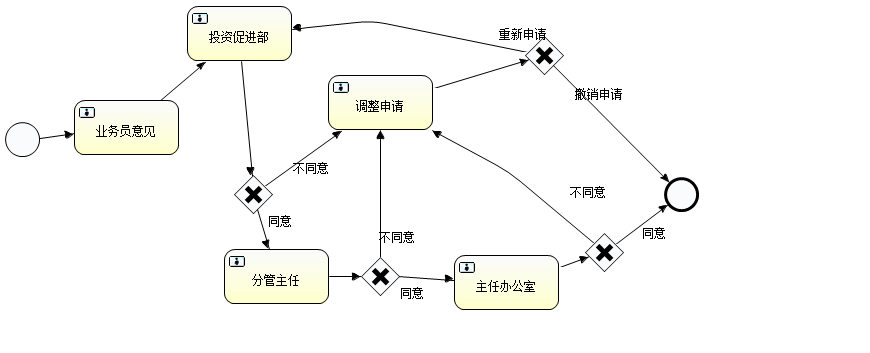 重新申请
投资促进部
撤销申请
调整申请
业务员意见
不同意
不同意
同意
同意
不同意
分管主任
主任办公室
同意